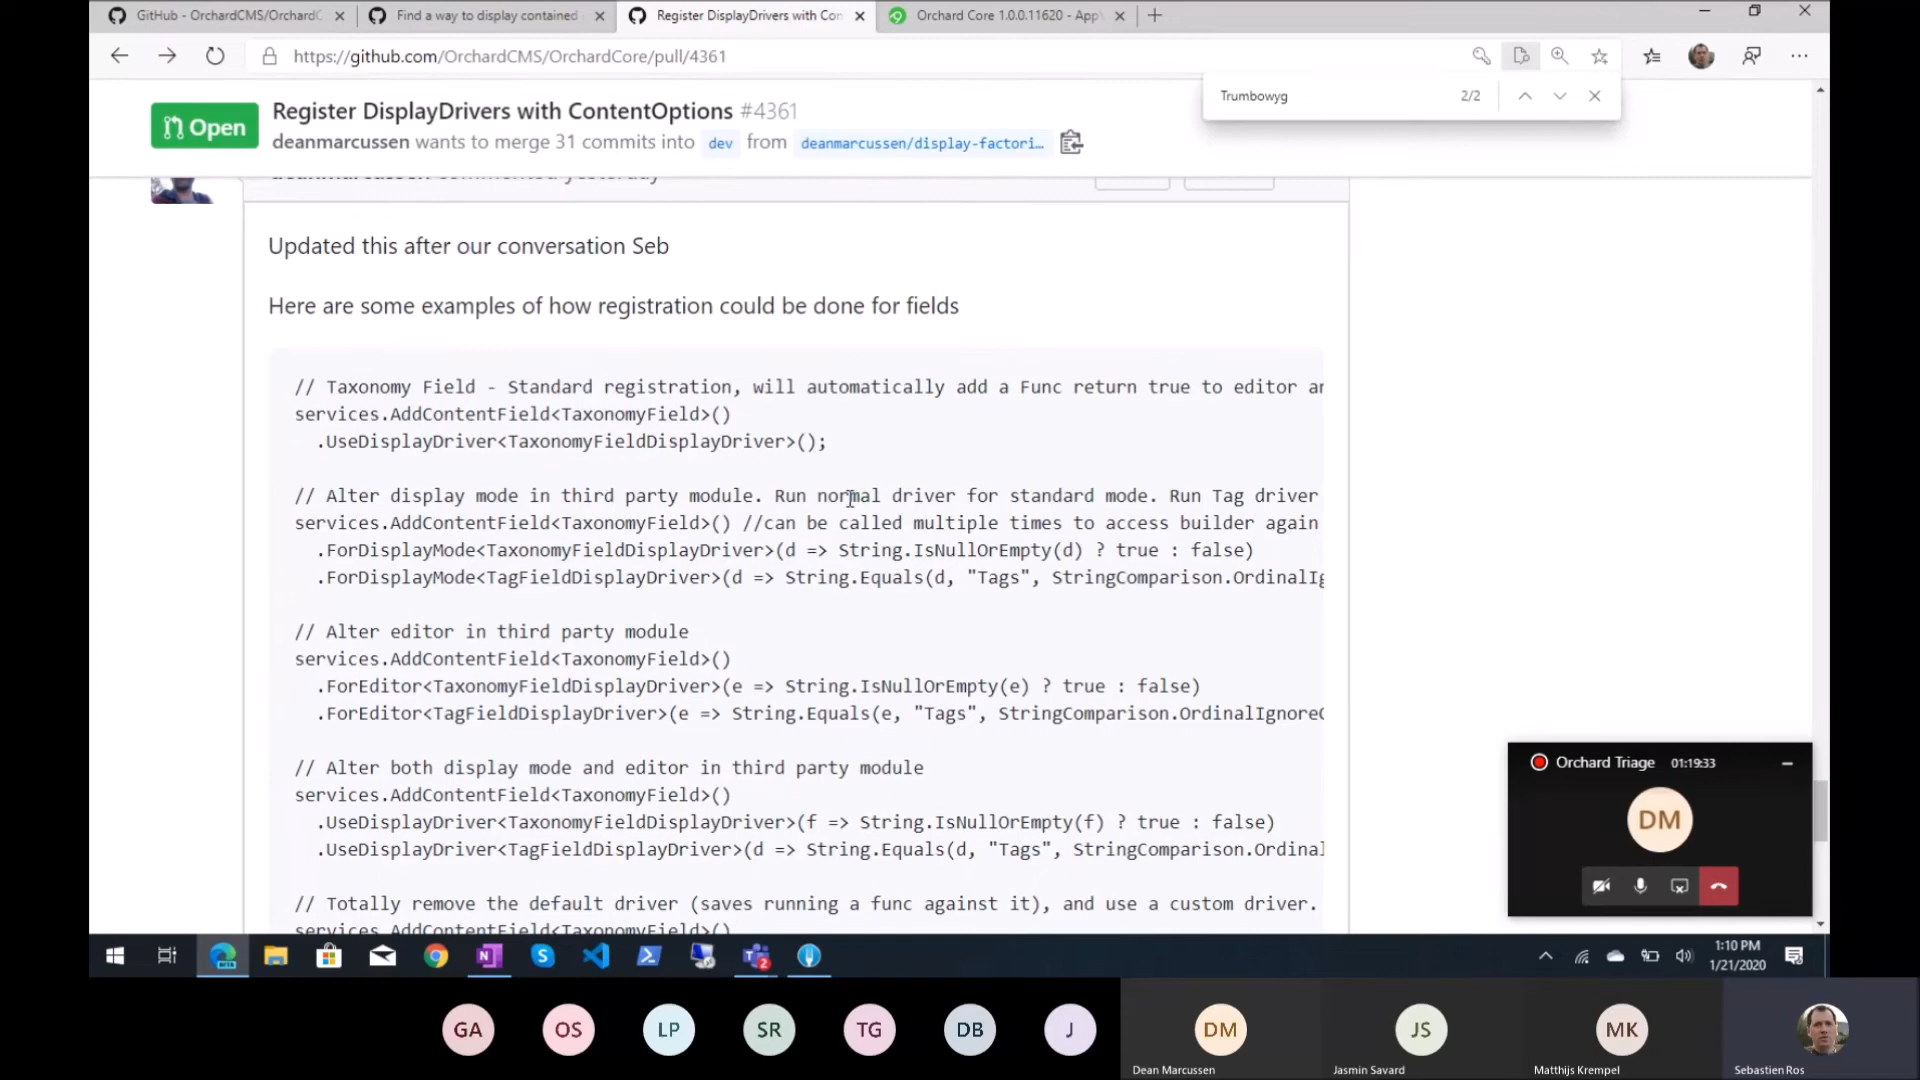 GitHub - OrchardCMS/OrchardC
Find a way to display contained
Register DisplayDrivers with Con
Orchard Core 1.0.0.11620 - App
https://github.com/OrchardCMS/OrchardCore/pull/4361
Trumbowyg
2/2
Open
Register DisplayDrivers with ContentOptions #4361
deanmarcussen wants to merge 31 commits into dev from deanmarcussen/display-factori…
Updated this after our conversation Seb
Here are some examples of how registration could be done for fields
// Taxonomy Field - Standard registration, will automatically add a Func return true to editor an
services.AddContentField<TaxonomyField>()
.UseDisplayDriver<TaxonomyFieldDisplayDriver>();
// Alter display mode in third party module. Run normal driver for standard mode. Run Tag driver
services.AddContentField<TaxonomyField>() //can be called multiple times to access builder again
.ForDisplayMode<TaxonomyFieldDisplayDriver>(d => String.IsNullOrEmpty(d) ? true : false)
.ForDisplayMode<TagFieldDisplayDriver>(d => String.Equals(d, "Tags", StringComparison.OrdinalIg
// Alter editor in third party module
services.AddContentField<TaxonomyField>()
.ForEditor<TaxonomyFieldDisplayDriver>(e => String.IsNullOrEmpty(e) ? true : false)
.ForEditor<TagFieldDisplayDriver>(e => String.Equals(e, "Tags", StringComparison.OrdinalIgnoreC
// Alter both display mode and editor in third party module
services.AddContentField<TaxonomyField>()
.UseDisplayDriver<TaxonomyFieldDisplayDriver>(f => String.IsNullOrEmpty(f) ? true : false)
.UseDisplayDriver<TagFieldDisplayDriver>(d => String.Equals(d, "Tags", StringComparison.Ordinal
// Totally remove the default driver (saves running a func against it), and use a custom driver.
services.AddContentField<TaxonomyField>()
Orchard Triage
01:19:33
DM
1:10 PM
1/21/2020
GA
OS
LP
SR
TG
DB
J
DM
JS
MK
Dean Marcussen
Jasmin Savard
Matthijs Krempel
Sebastien Ros